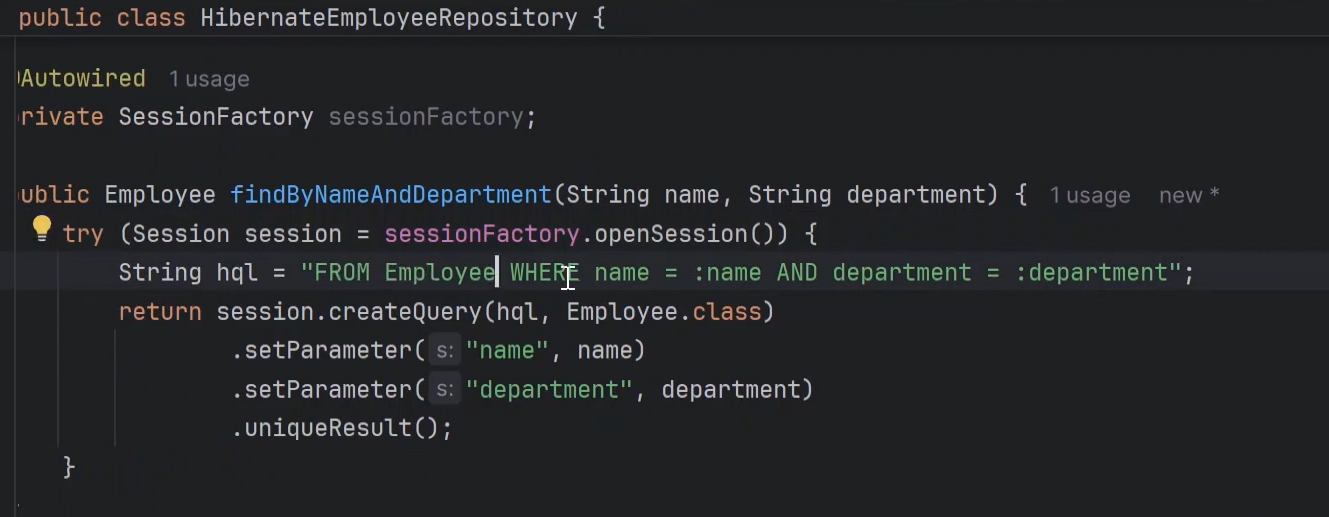 public class HibernateEmployeeRepository {
@Autowired 1 usage
rivate SessionFactory sessionFactory;
ublic Employee findByNameAndDepartment(String name, String department) { 1 usage new *
try (Session session = sessionFactory.openSession()) {
String hql = "FROM Employee WHERE name = :name AND department = :department";
return session.createQuery(hql, Employee.class)
.setParameter( s: "name", name)
.setParameter( s: "department", department)
.uniqueResult();
}